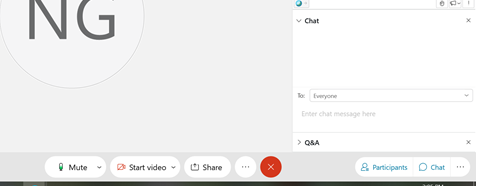 NG
Chat
To: Everyone
Enter chat message here
Q&A
Mute Start video Share Participants Chat